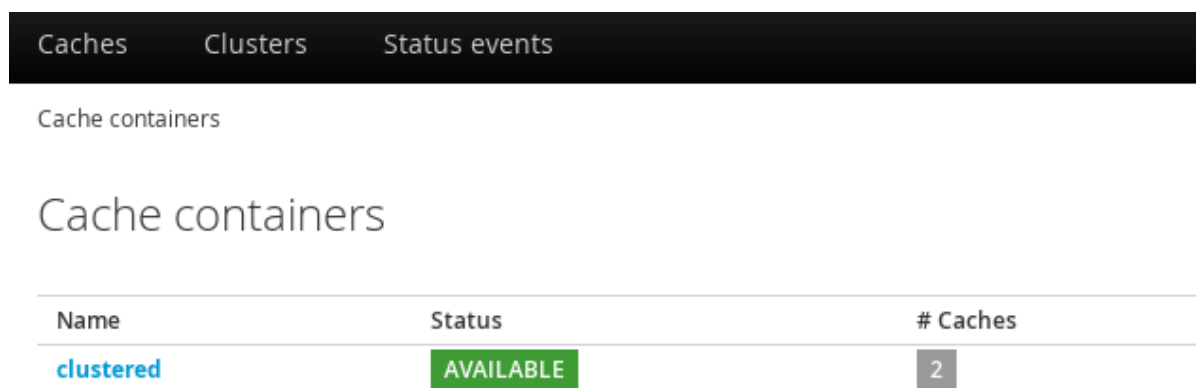 Caches Clusters Status events
Cache containers
Cache containers
Name Status # Caches
clustered AVAILABLE 2